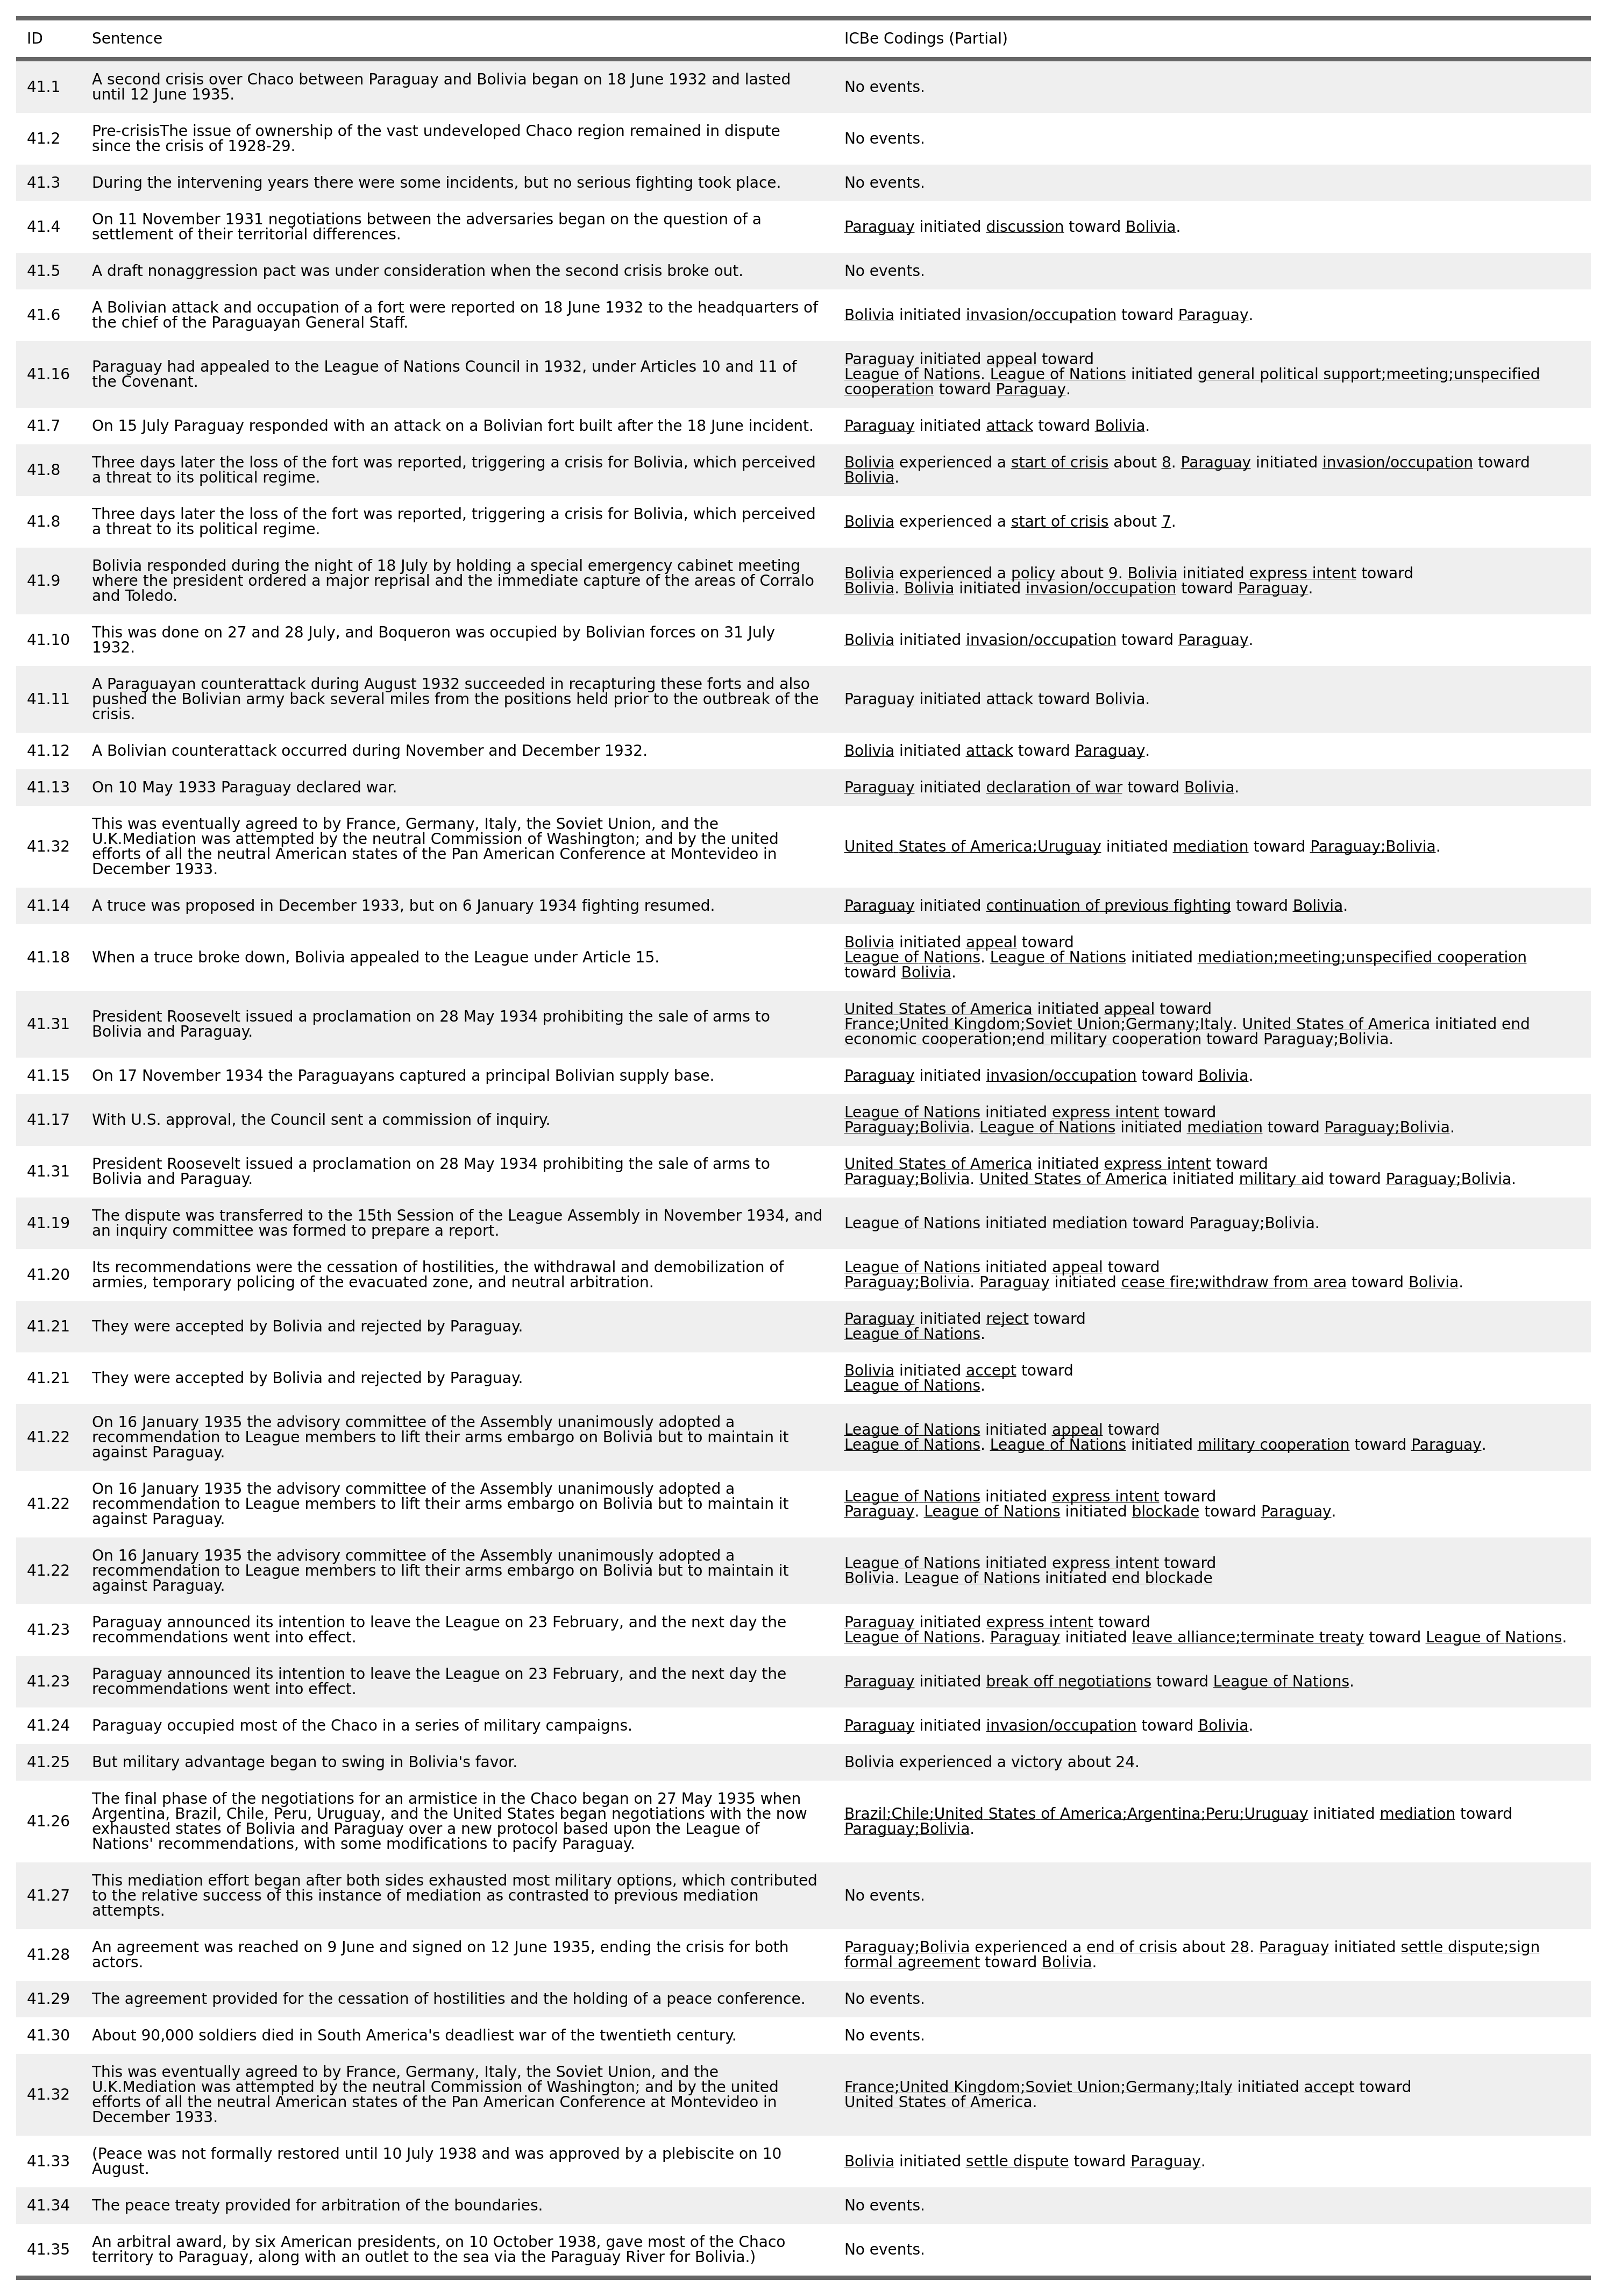 ID Sentence ICBe Codings (Partial)
41.1 A second crisis over Chaco between Paraguay and Bolivia began on 18 June 1932 and lasted
until 12 June 1935. No events.
41.2 Pre-crisisThe issue of ownership of the vast undeveloped Chaco region remained in dispute
since the crisis of 1928-29. No events.
41.3 During the intervening years there were some incidents, but no serious fighting took place. No events.
41.4 On 11 November 1931 negotiations between the adversaries began on the question of a
settlement of their territorial differences. Paraguay initiated discussion toward Bolivia.
41.5 A draft nonaggression pact was under consideration when the second crisis broke out. No events.
41.6 A Bolivian attack and occupation of a fort were reported on 18 June 1932 to the headquarters of
the chief of the Paraguayan General Staff. Bolivia initiated invasion/occupation toward Paraguay.
41.16 Paraguay had appealed to the League of Nations Council in 1932, under Articles 10 and 11 of
the Covenant.
Paraguay initiated appeal toward
League of Nations. League of Nations initiated general political support;meeting;unspecified
cooperation toward Paraguay.
41.7 On 15 July Paraguay responded with an attack on a Bolivian fort built after the 18 June incident. Paraguay initiated attack toward Bolivia.
41.8 Three days later the loss of the fort was reported, triggering a crisis for Bolivia, which perceived
a threat to its political regime.
Bolivia experienced a start of crisis about 8. Paraguay initiated invasion/occupation toward
Bolivia.
41.8 Three days later the loss of the fort was reported, triggering a crisis for Bolivia, which perceived
a threat to its political regime. Bolivia experienced a start of crisis about 7.
41.9 Bolivia responded during the night of 18 July by holding a special emergency cabinet meeting
where the president ordered a major reprisal and the immediate capture of the areas of Corralo
and Toledo.
Bolivia experienced a policy about 9. Bolivia initiated express intent toward
Bolivia. Bolivia initiated invasion/occupation toward Paraguay.
41.10 This was done on 27 and 28 July, and Boqueron was occupied by Bolivian forces on 31 July
1932. Bolivia initiated invasion/occupation toward Paraguay.
41.11 A Paraguayan counterattack during August 1932 succeeded in recapturing these forts and also
pushed the Bolivian army back several miles from the positions held prior to the outbreak of the
crisis. Paraguay initiated attack toward Bolivia.
41.12 A Bolivian counterattack occurred during November and December 1932. Bolivia initiated attack toward Paraguay.
41.13 On 10 May 1933 Paraguay declared war. Paraguay initiated declaration of war toward Bolivia.
41.32 This was eventually agreed to by France, Germany, Italy, the Soviet Union, and the
U.K.Mediation was attempted by the neutral Commission of Washington; and by the united
efforts of all the neutral American states of the Pan American Conference at Montevideo in
December 1933. United States of America;Uruguay initiated mediation toward Paraguay;Bolivia.
41.14 A truce was proposed in December 1933, but on 6 January 1934 fighting resumed. Paraguay initiated continuation of previous fighting toward Bolivia.
41.18 When a truce broke down, Bolivia appealed to the League under Article 15.
Bolivia initiated appeal toward
League of Nations. League of Nations initiated mediation;meeting;unspecified cooperation
toward Bolivia.
41.31 President Roosevelt issued a proclamation on 28 May 1934 prohibiting the sale of arms to
Bolivia and Paraguay.
United States of America initiated appeal toward
France;United Kingdom;Soviet Union;Germany;Italy. United States of America initiated end
economic cooperation;end military cooperation toward Paraguay;Bolivia.
41.15 On 17 November 1934 the Paraguayans captured a principal Bolivian supply base. Paraguay initiated invasion/occupation toward Bolivia.
41.17 With U.S. approval, the Council sent a commission of inquiry.
League of Nations initiated express intent toward
Paraguay;Bolivia. League of Nations initiated mediation toward Paraguay;Bolivia.
41.31 President Roosevelt issued a proclamation on 28 May 1934 prohibiting the sale of arms to
Bolivia and Paraguay.
United States of America initiated express intent toward
Paraguay;Bolivia. United States of America initiated military aid toward Paraguay;Bolivia.
41.19 The dispute was transferred to the 15th Session of the League Assembly in November 1934, and
an inquiry committee was formed to prepare a report. League of Nations initiated mediation toward Paraguay;Bolivia.
41.20 Its recommendations were the cessation of hostilities, the withdrawal and demobilization of
armies, temporary policing of the evacuated zone, and neutral arbitration.
League of Nations initiated appeal toward
Paraguay;Bolivia. Paraguay initiated cease fire;withdraw from area toward Bolivia.
41.21 They were accepted by Bolivia and rejected by Paraguay.
Paraguay initiated reject toward
League of Nations.
41.21 They were accepted by Bolivia and rejected by Paraguay.
Bolivia initiated accept toward
League of Nations.
41.22 On 16 January 1935 the advisory committee of the Assembly unanimously adopted a
recommendation to League members to lift their arms embargo on Bolivia but to maintain it
against Paraguay.
League of Nations initiated appeal toward
League of Nations. League of Nations initiated military cooperation toward Paraguay.
41.22 On 16 January 1935 the advisory committee of the Assembly unanimously adopted a
recommendation to League members to lift their arms embargo on Bolivia but to maintain it
against Paraguay.
League of Nations initiated express intent toward
Paraguay. League of Nations initiated blockade toward Paraguay.
41.22 On 16 January 1935 the advisory committee of the Assembly unanimously adopted a
recommendation to League members to lift their arms embargo on Bolivia but to maintain it
against Paraguay.
League of Nations initiated express intent toward
Bolivia. League of Nations initiated end blockade
41.23 Paraguay announced its intention to leave the League on 23 February, and the next day the
recommendations went into effect.
Paraguay initiated express intent toward
League of Nations. Paraguay initiated leave alliance;terminate treaty toward League of Nations.
41.23 Paraguay announced its intention to leave the League on 23 February, and the next day the
recommendations went into effect. Paraguay initiated break off negotiations toward League of Nations.
41.24 Paraguay occupied most of the Chaco in a series of military campaigns. Paraguay initiated invasion/occupation toward Bolivia.
41.25 But military advantage began to swing in Bolivia's favor. Bolivia experienced a victory about 24.
41.26 The final phase of the negotiations for an armistice in the Chaco began on 27 May 1935 when
Argentina, Brazil, Chile, Peru, Uruguay, and the United States began negotiations with the now
exhausted states of Bolivia and Paraguay over a new protocol based upon the League of
Nations' recommendations, with some modifications to pacify Paraguay.
Brazil;Chile;United States of America;Argentina;Peru;Uruguay initiated mediation toward
Paraguay;Bolivia.
41.27 This mediation effort began after both sides exhausted most military options, which contributed
to the relative success of this instance of mediation as contrasted to previous mediation
attempts. No events.
41.28 An agreement was reached on 9 June and signed on 12 June 1935, ending the crisis for both
actors.
Paraguay;Bolivia experienced a end of crisis about 28. Paraguay initiated settle dispute;sign
formal agreement toward Bolivia.
41.29 The agreement provided for the cessation of hostilities and the holding of a peace conference. No events.
41.30 About 90,000 soldiers died in South America's deadliest war of the twentieth century. No events.
41.32 This was eventually agreed to by France, Germany, Italy, the Soviet Union, and the
U.K.Mediation was attempted by the neutral Commission of Washington; and by the united
efforts of all the neutral American states of the Pan American Conference at Montevideo in
December 1933.
France;United Kingdom;Soviet Union;Germany;Italy initiated accept toward
United States of America.
41.33 (Peace was not formally restored until 10 July 1938 and was approved by a plebiscite on 10
August. Bolivia initiated settle dispute toward Paraguay.
41.34 The peace treaty provided for arbitration of the boundaries. No events.
41.35 An arbitral award, by six American presidents, on 10 October 1938, gave most of the Chaco
territory to Paraguay, along with an outlet to the sea via the Paraguay River for Bolivia.) No events.